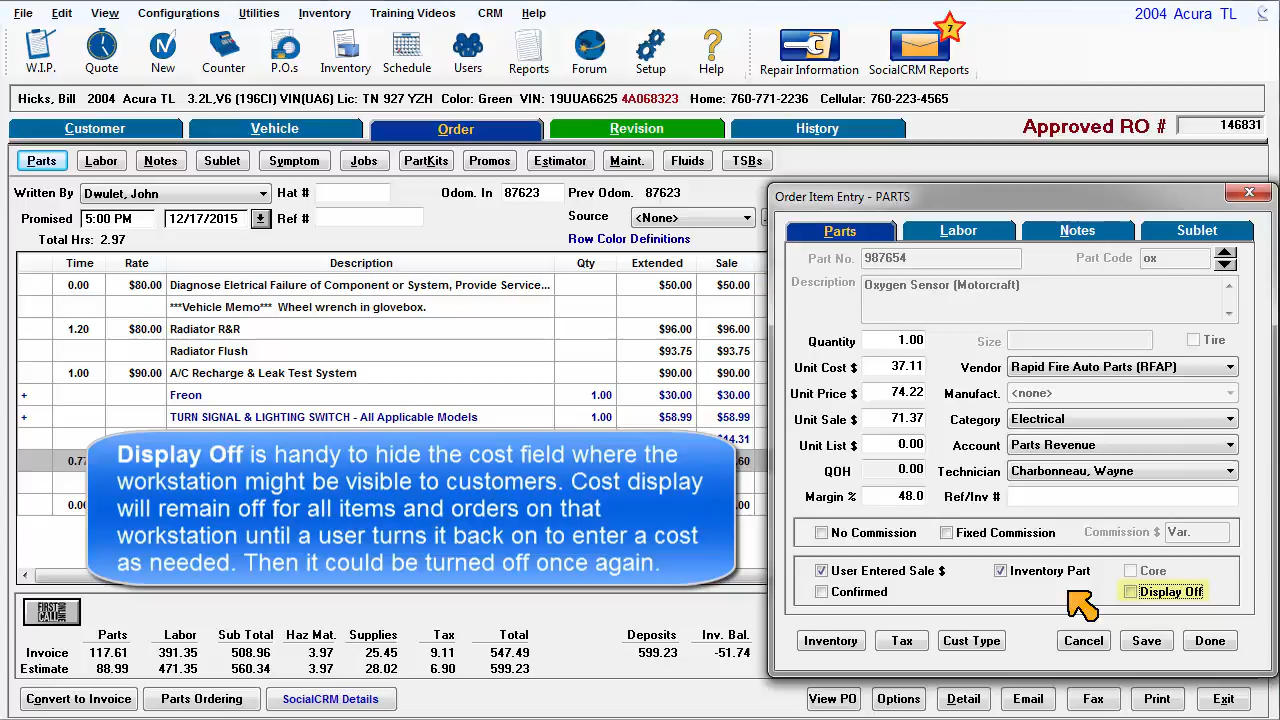 File Edit View Configurations Utilities Inventory Training Videos CRM Help 2004 Acura TL
W.I.P. Quote New Counter P.O.s Inventory Schedule Users Reports Forum Setup Help Repair Information SocialCRM Reports 7
Hicks, Bill 2004 Acura TL 3.2L,V6 (196CI) VIN(UA6) Lic: TN 927 YZH Color: Green VIN: 19UUA6625 4A068323 Home: 760-771-2236 Cellular: 760-223-4565
Customer Vehicle Order Revision History Approved RO # 146831
Parts Labor Notes Sublet Symptom Jobs PartKits Promos Estimator Maint. Fluids TSBs
Written By Dwulet, John Hat # Odom. In 87623 Prev Odom. 87623
Promised 5:00 PM 12/17/2015 Ref # Source <None>
Total Hrs: 2.97 Row Color Definitions
Time Rate Description Qty Extended Sale
0.00 $80.00 Diagnose Eletrical Failure of Component or System, Provide Service... $50.00 $50.00
***Vehicle Memo*** Wheel wrench in glovebox.
1.20 $80.00 Radiator R&R $96.00 $96.00
Radiator Flush $93.75 $93.75
1.00 $90.00 A/C Recharge & Leak Test System $90.00 $90.00
+ Freon 1.00 $30.00 $30.00
+ TURN SIGNAL & LIGHTING SWITCH - All Applicable Models 1.00 $58.99 $58.99
Display Off is handy to hide the cost field where the
workstation might be visible to customers. Cost display
will remain off for all items and orders on that
workstation until a user turns it back on to enter a cost
as needed. Then it could be turned off once again.
FIRST CALL
Parts Labor Sub Total Haz Mat. Supplies Tax Total Deposits Inv. Bal.
Invoice 117.61 391.35 508.96 3.97 25.45 9.11 547.49 599.23 -51.74
Estimate 88.99 471.35 560.34 3.97 28.02 6.90 599.23
Convert to Invoice Parts Ordering SocialCRM Details View PO Options Detail Email Fax Print Exit
Order Item Entry - PARTS
Parts Labor Notes Sublet
Part No. 987654 Part Code ox
Description Oxygen Sensor (Motorcraft)
Quantity 1.00 Size Tire
Unit Cost $ 37.11 Vendor Rapid Fire Auto Parts (RFAP)
Unit Price $ 74.22 Manufact. <none>
Unit Sale $ 71.37 Category Electrical
Unit List $ 0.00 Account Parts Revenue
QOH 0.00 Technician Charbonneau, Wayne
Margin % 48.0 Ref/Inv #
No Commission Fixed Commission Commission $ Var.
User Entered Sale $ Inventory Part Core
Confirmed Display Off
Inventory Tax Cust Type Cancel Save Done